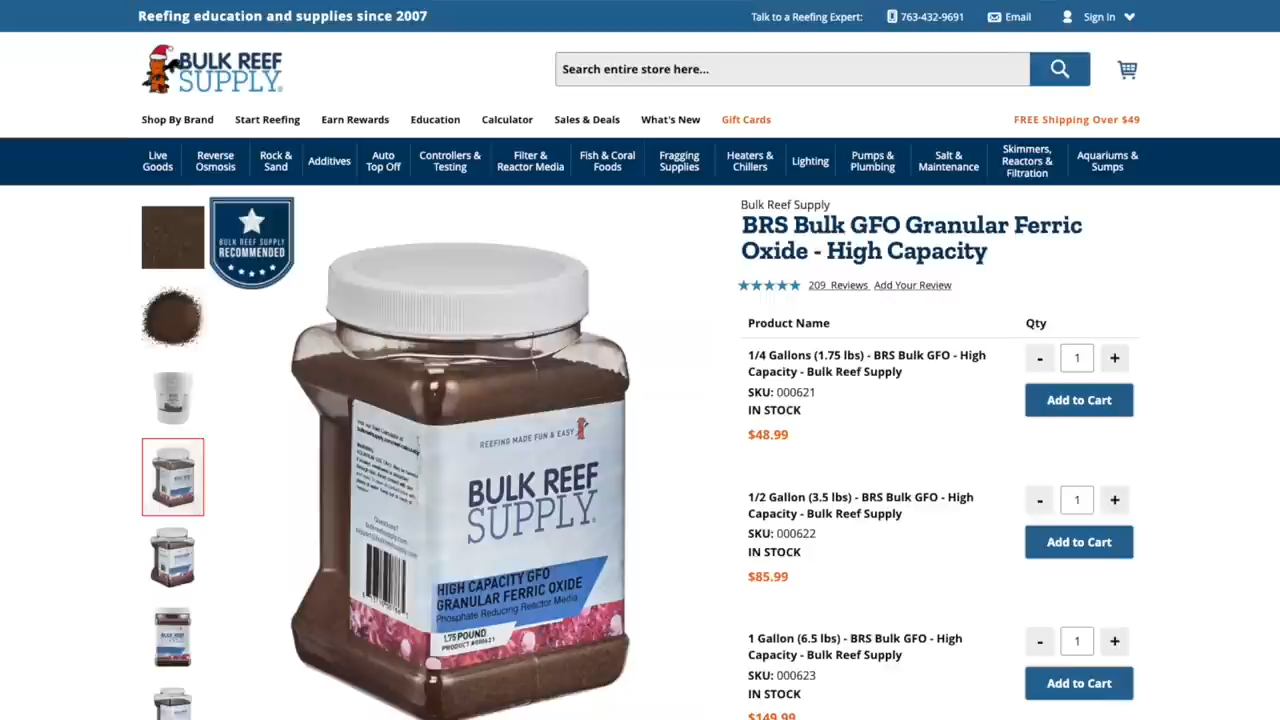 Reefing education and supplies since 2007
Talk to a Reefing Expert: 763-432-9691 Email Sign In
BULK REEF
SUPPLY
Search entire store here...
Shop By Brand Start Reefing Earn Rewards Education Calculator Sales & Deals What's New Gift Cards FREE Shipping Over $49
Live Goods Reverse Osmosis Rock & Sand Additives Auto Top Off Controllers & Testing Filter & Reactor Media Fish & Coral Foods Fragging Supplies Heaters & Chillers Lighting Pumps & Plumbing Salt & Maintenance Skimmers, Reactors & Filtration Aquariums & Sumps
BULK REEF SUPPLY
RECOMMENDED
REEFING MADE FUN & EASY
BULK REEF
SUPPLY
HIGH CAPACITY GFO
GRANULAR FERRIC OXIDE
Phosphate Reducing Reactor Media
1.75 POUND
PRODUCT #000621
Bulk Reef Supply
BRS Bulk GFO Granular Ferric
Oxide - High Capacity
209 Reviews Add Your Review
Product Name Qty
1/4 Gallons (1.75 lbs) - BRS Bulk GFO - High
Capacity - Bulk Reef Supply
- 1 +
SKU: 000621
Add to Cart
IN STOCK
$48.99
1/2 Gallon (3.5 lbs) - BRS Bulk GFO - High
Capacity - Bulk Reef Supply
- 1 +
SKU: 000622
Add to Cart
IN STOCK
$85.99
1 Gallon (6.5 lbs) - BRS Bulk GFO - High
Capacity - Bulk Reef Supply
- 1 +
SKU: 000623
Add to Cart
IN STOCK
$149.99